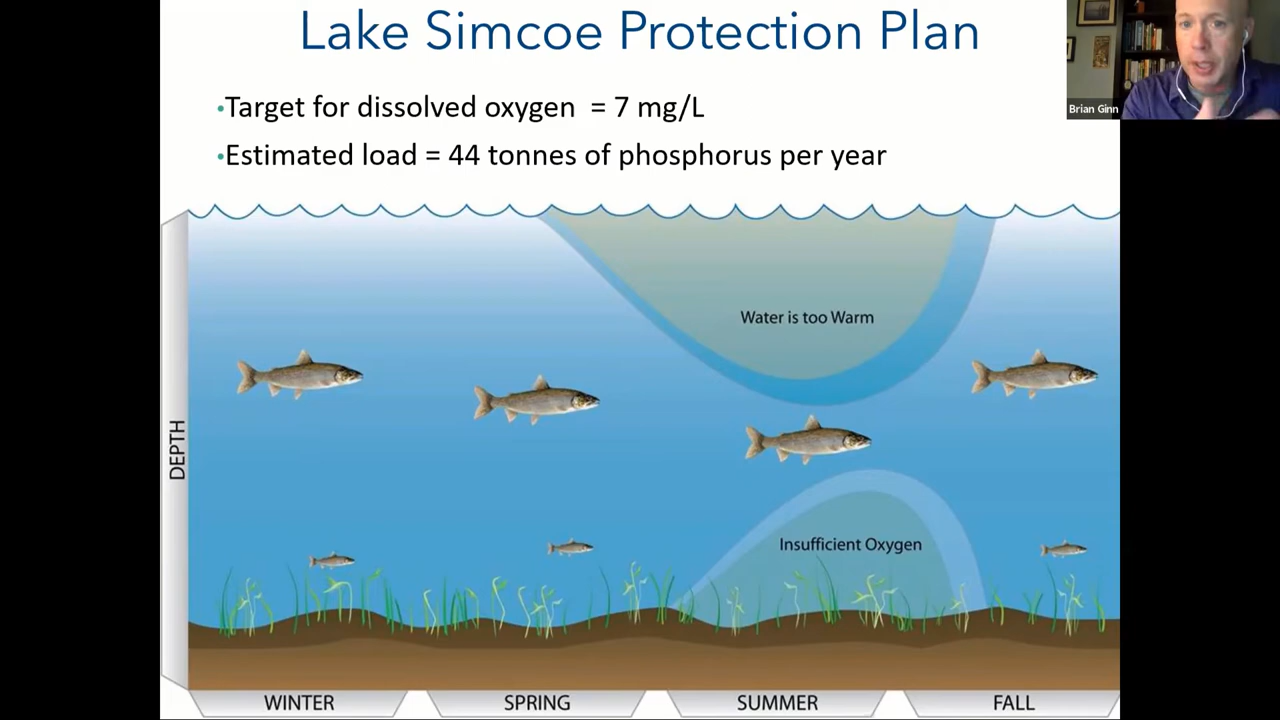 Lake Simcoe Protection Plan
•Target for dissolved oxygen = 7 mg/L
•Estimated load = 44 tonnes of phosphorus per year
Brian Ginn
Water is too Warm
DEPTH
Insufficient Oxygen
WINTER
SPRING
SUMMER
FALL